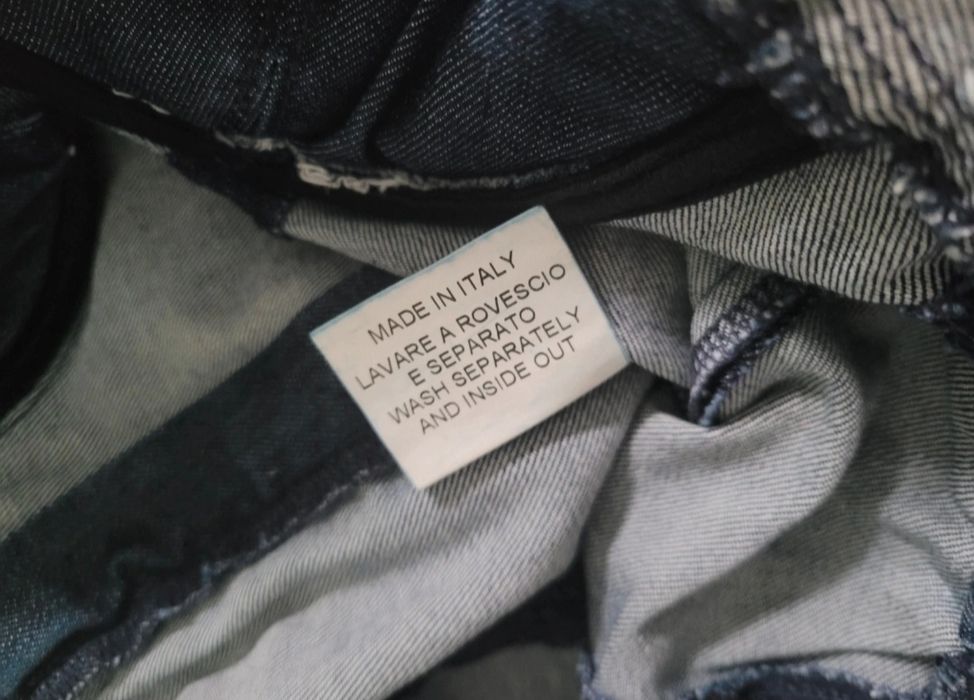 MADE IN ITALY
LAVARE A ROVESCIO
E SEPARATO
WASH SEPARATELY
AND INSIDE OUT